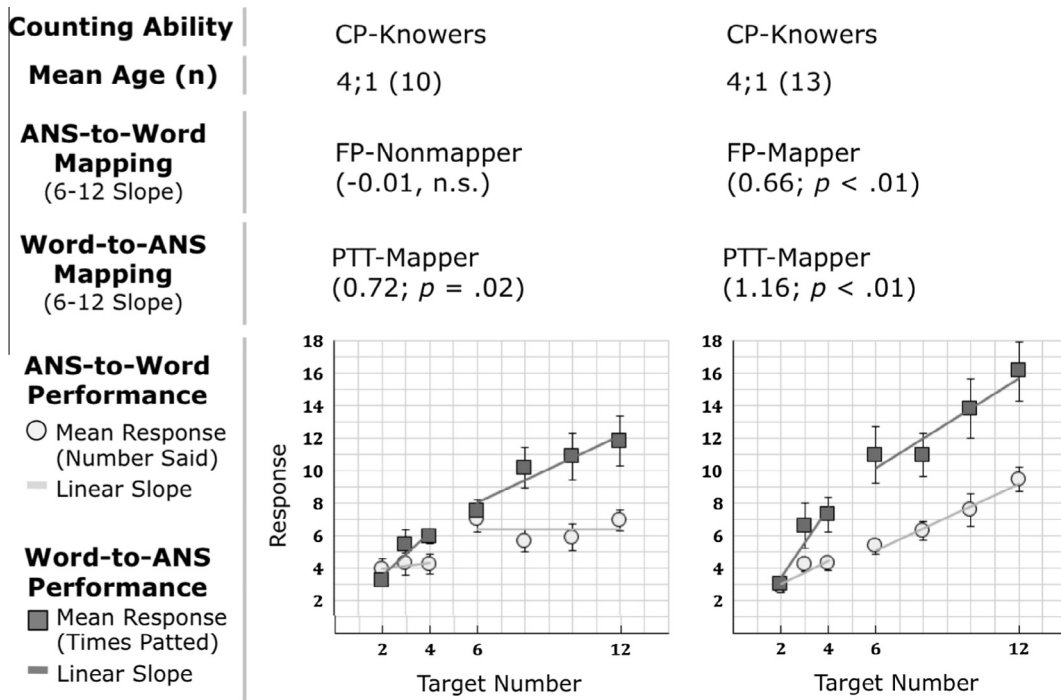 Counting Ability
CP-Knowers
CP-Knowers
Mean Age (n)
4;1 (10)
4;1 (13)
ANS-to-Word
Mapping
(6-12 Slope)
FP-Nonmapper
(-0.01, n.s.)
FP-Mapper
(0.66; p < .01)
Word-to-ANS
Mapping
(6-12 Slope)
PTT-Mapper
(0.72; p = .02)
PTT-Mapper
(1.16; p < .01)
ANS-to-Word
Performance
Mean Response
(Number Said)
Linear Slope
Word-to-ANS
Performance
Mean Response
(Times Patted)
Linear Slope
Response
18
16
14
12
10
8
6
4
2
2 4 6 12
Target Number
18
16
14
12
10
8
6
4
2
2 4 6 12
Target Number